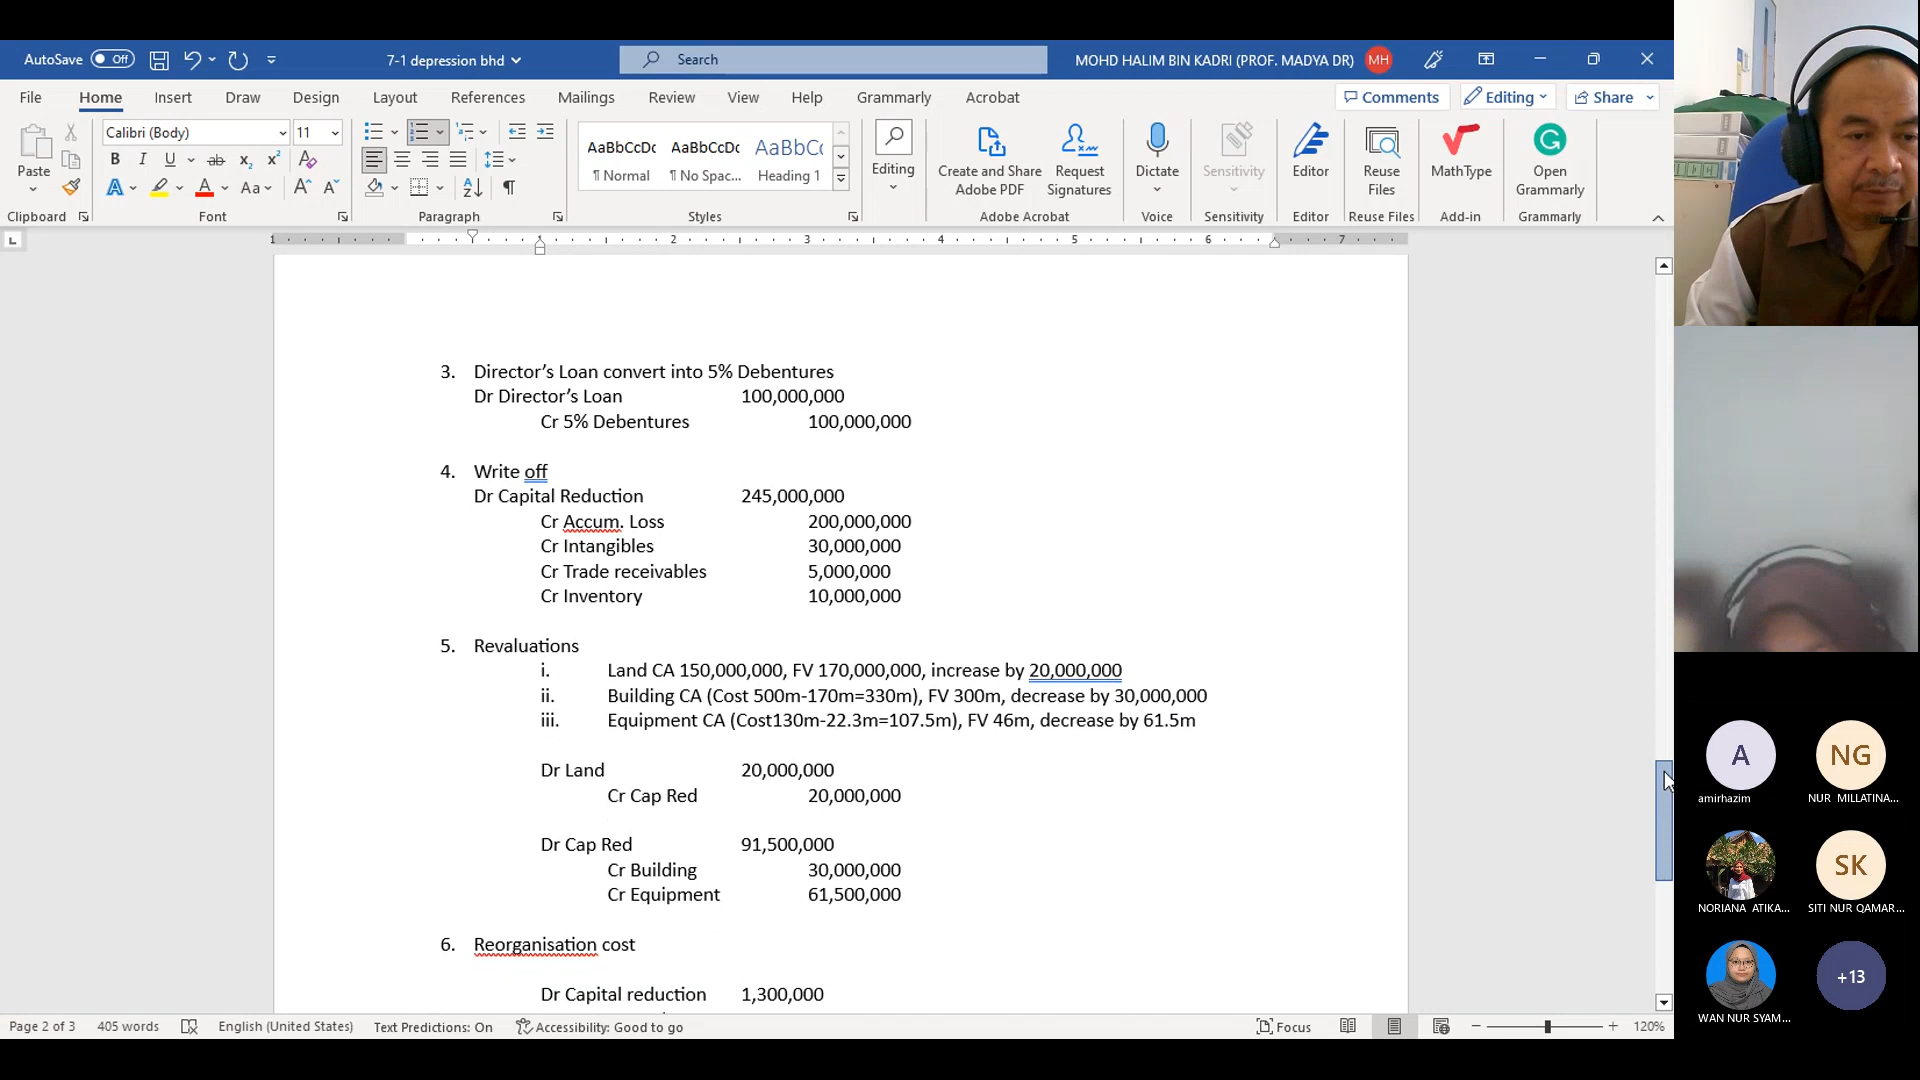 AutoSave Off
7-1 depression bhd
Search
MOHD HALIM BIN KADRI (PROF. MADYA DR) MH
File Home Insert Draw Design Layout References Mailings Review View Help Grammarly Acrobat
Comments Editing Share
Paste
Calibri (Body) 11
AaBbCcDc AaBbCcDc AaBbCc
¶ Normal ¶ No Spac... Heading 1
Editing
Create and Share Adobe PDF
Request Signatures
Dictate
Sensitivity
Editor
Reuse Files
MathType
Open Grammarly
Clipboard Font Paragraph Styles Adobe Acrobat Voice Sensitivity Editor Reuse Files Add-in Grammarly
1 1 2 3 4 5 6 7
3. Director’s Loan convert into 5% Debentures
Dr Director’s Loan 100,000,000
Cr 5% Debentures 100,000,000
4. Write off
Dr Capital Reduction 245,000,000
Cr Accum. Loss 200,000,000
Cr Intangibles 30,000,000
Cr Trade receivables 5,000,000
Cr Inventory 10,000,000
5. Revaluations
i. Land CA 150,000,000, FV 170,000,000, increase by 20,000,000
ii. Building CA (Cost 500m-170m=330m), FV 300m, decrease by 30,000,000
iii. Equipment CA (Cost130m-22.3m=107.5m), FV 46m, decrease by 61.5m
Dr Land 20,000,000
Cr Cap Red 20,000,000
Dr Cap Red 91,500,000
Cr Building 30,000,000
Cr Equipment 61,500,000
6. Reorganisation cost
Dr Capital reduction 1,300,000
Page 2 of 3 405 words English (United States) Text Predictions: On Accessibility: Good to go Focus 120%
A NG
amirhazim NUR MILLATINA...
SK
NORIANA ATIKA... SITI NUR QAMAR...
+13
WAN NUR SYAM...